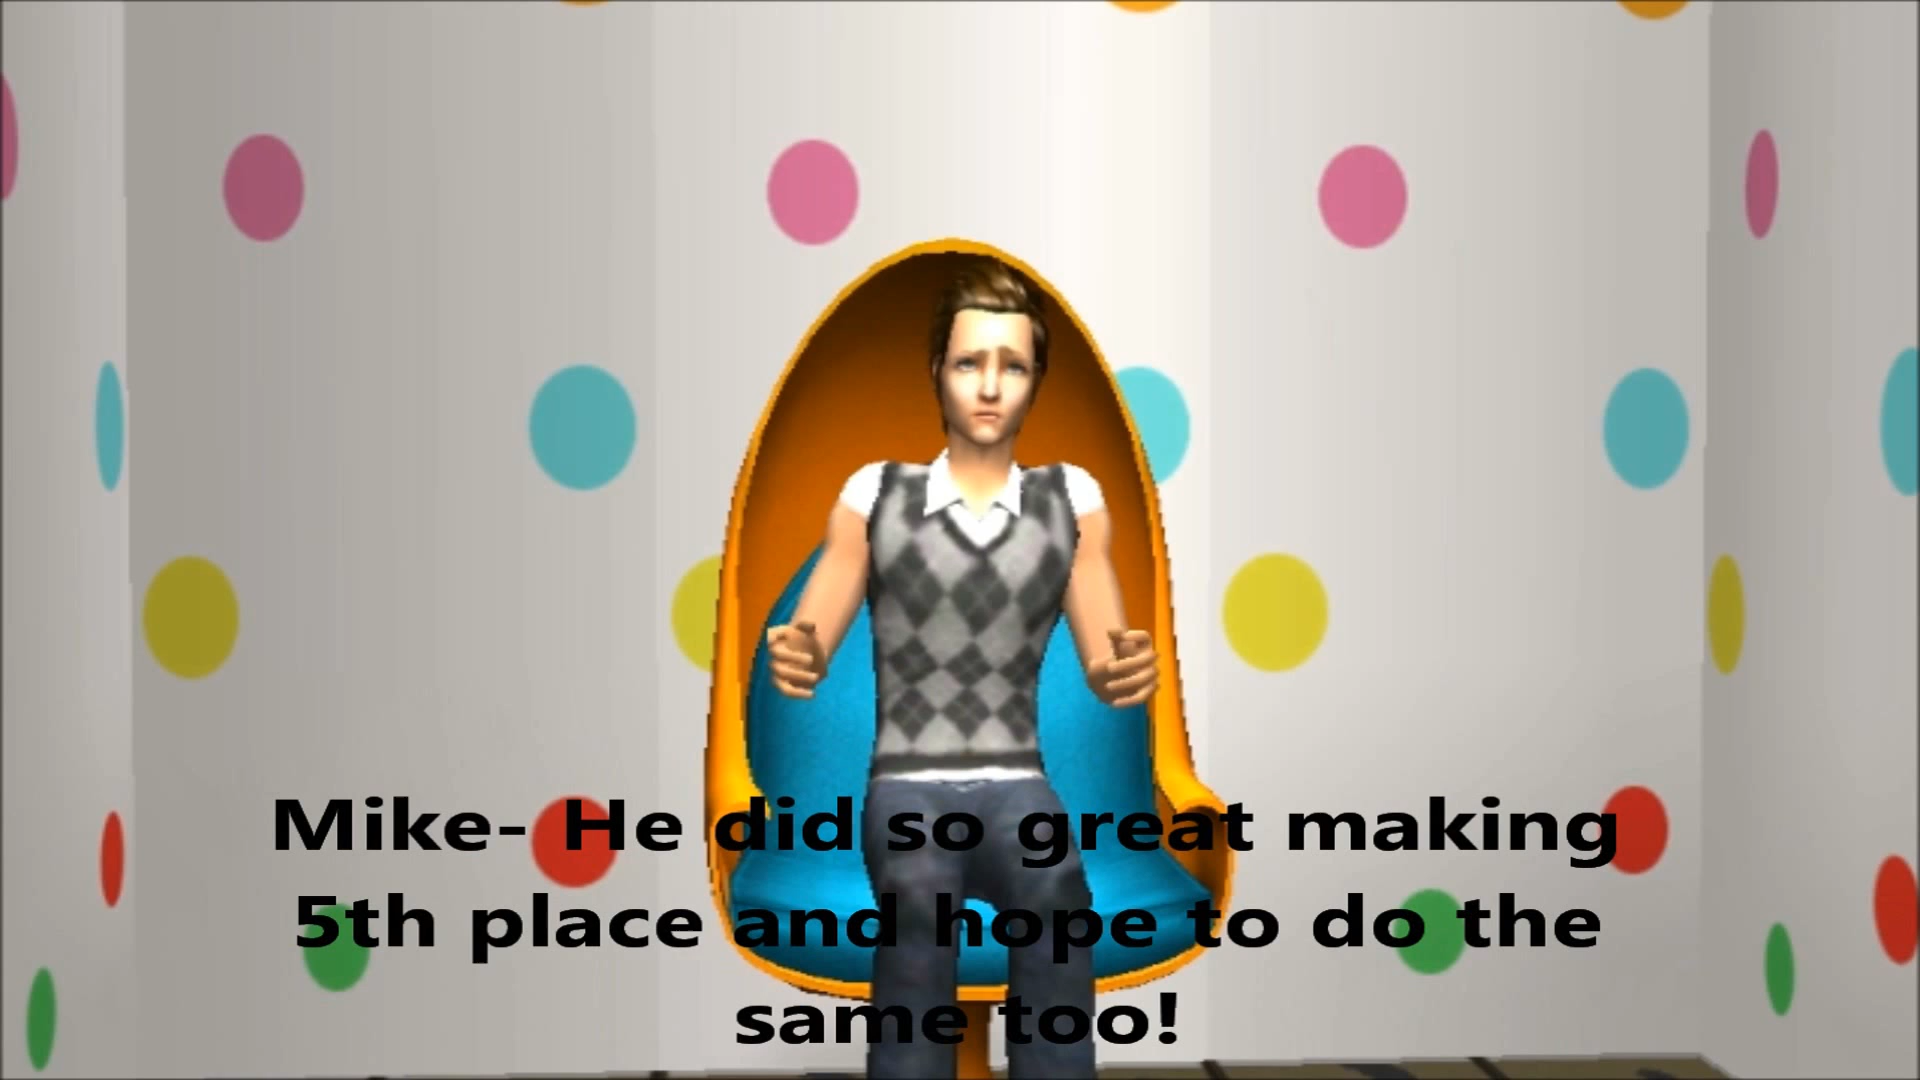 Mike- He did so great making
5th place and hope to do the
same too!